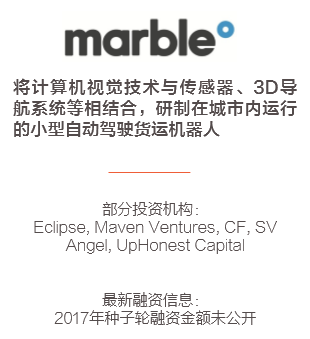 marble
将计算机视觉技术与传感器、3D导
航系统等相结合，研制在城市内运行
的小型自动驾驶货运机器人
部分投资机构：
Eclipse, Maven Ventures, CF, SV
Angel, UpHonest Capital
最新融资信息：
2017年种子轮融资金额未公开